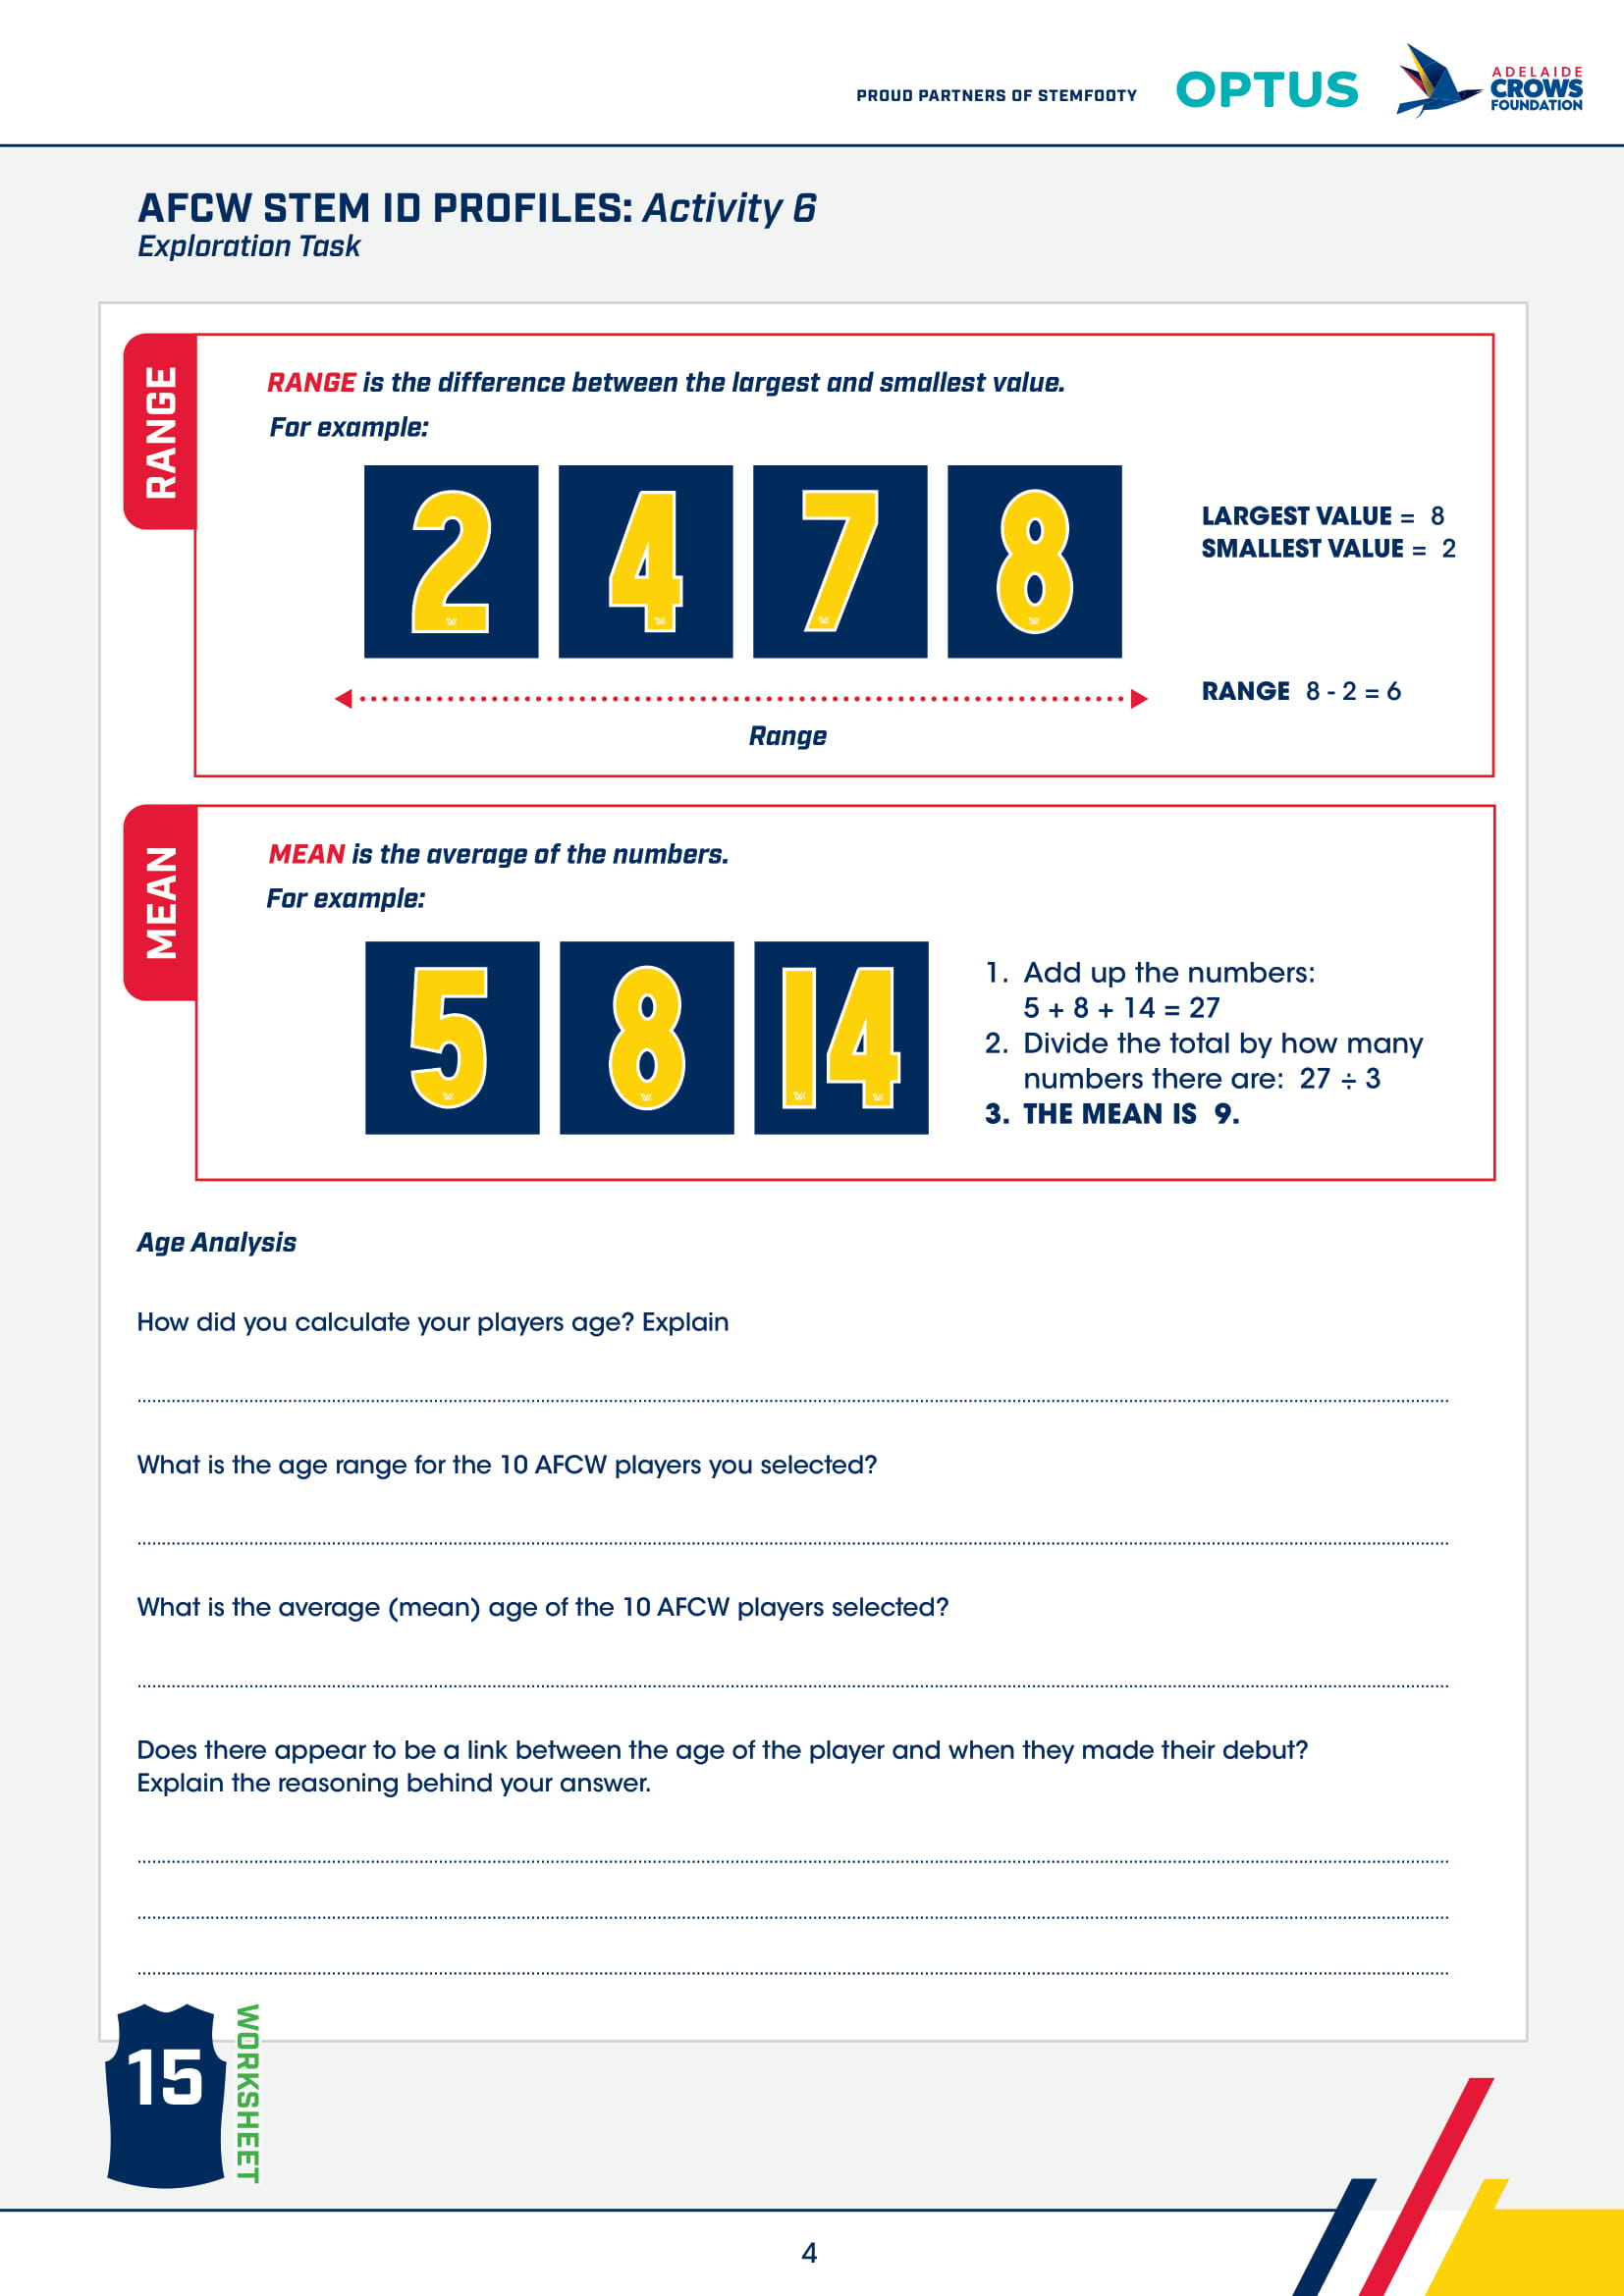 PROUD PARTNERS OF STEMFOOTY
OPTUS
ADELAIDE
CROWS
FOUNDATION
AFCW STEM ID PROFILES: Activity 6
Exploration Task
RANGE
RANGE is the difference between the largest and smallest value.
For example:
2 4 7 8
LARGEST VALUE = 8
SMALLEST VALUE = 2
RANGE 8 - 2 = 6
Range
MEAN
MEAN is the average of the numbers.
For example:
5 8 14
1. Add up the numbers:
5 + 8 + 14 = 27
2. Divide the total by how many
numbers there are: 27 ÷ 3
3. THE MEAN IS 9.
Age Analysis
How did you calculate your players age? Explain
What is the age range for the 10 AFCW players you selected?
What is the average (mean) age of the 10 AFCW players selected?
Does there appear to be a link between the age of the player and when they made their debut?
Explain the reasoning behind your answer.
15
WORKSHEET
4